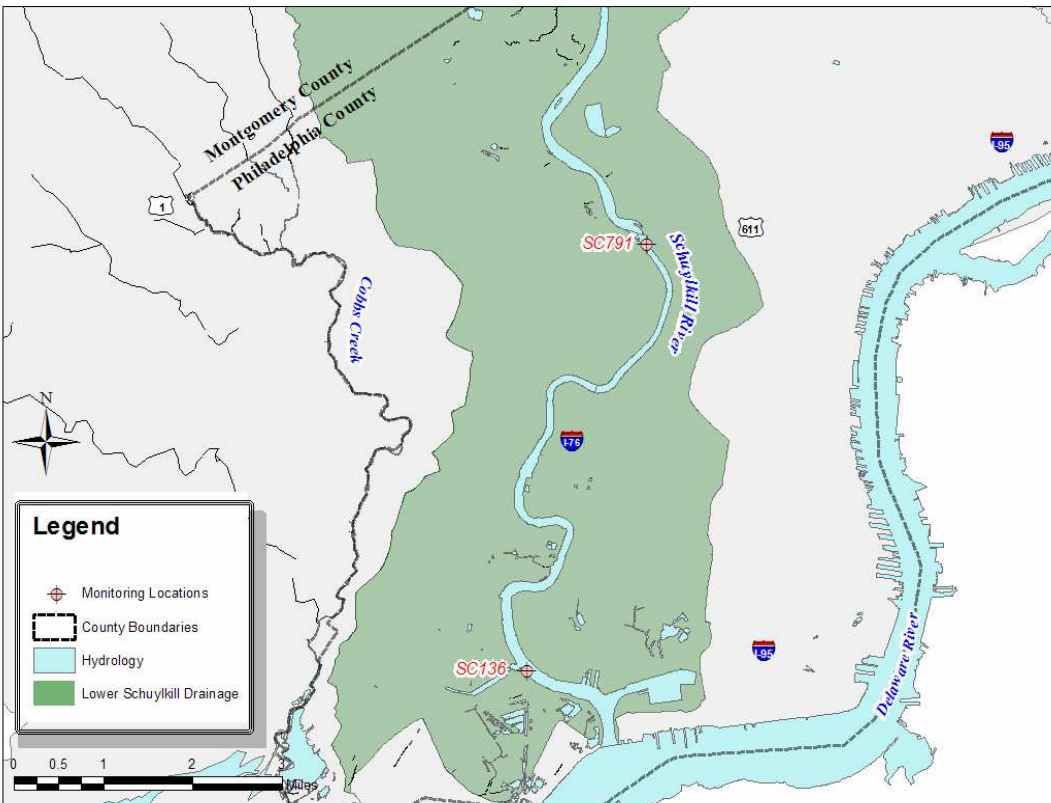 Montgomery County
Philadelphia County
I-95
1
611
SC791
Schuylkill River
Cobbs Creek
N
I-76
Legend
Monitoring Locations
County Boundaries
Hydrology
Lower Schuylkill Drainage
SC136
I-95
Delaware River
0 0.5 1 2 3
Miles